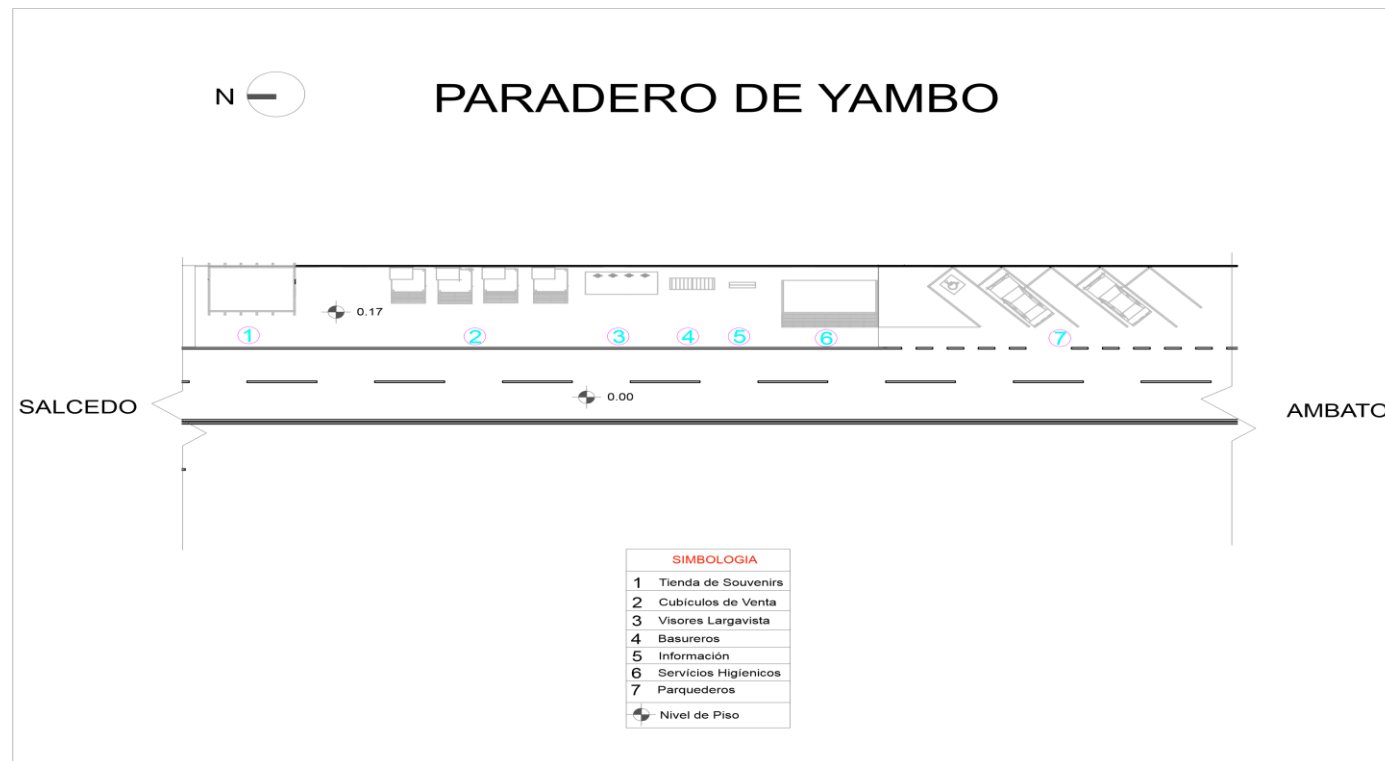 N
PARADERO DE YAMBO
0.17
1
2
3
4
5
6
7
0.00
SALCEDO
AMBATO
SIMBOLOGIA
1 Tienda de Souvenirs
2 Cubículos de Venta
3 Visores Largavista
4 Basureros
5 Información
6 Servícios Higíenicos
7 Parquederos
Nivel de Piso